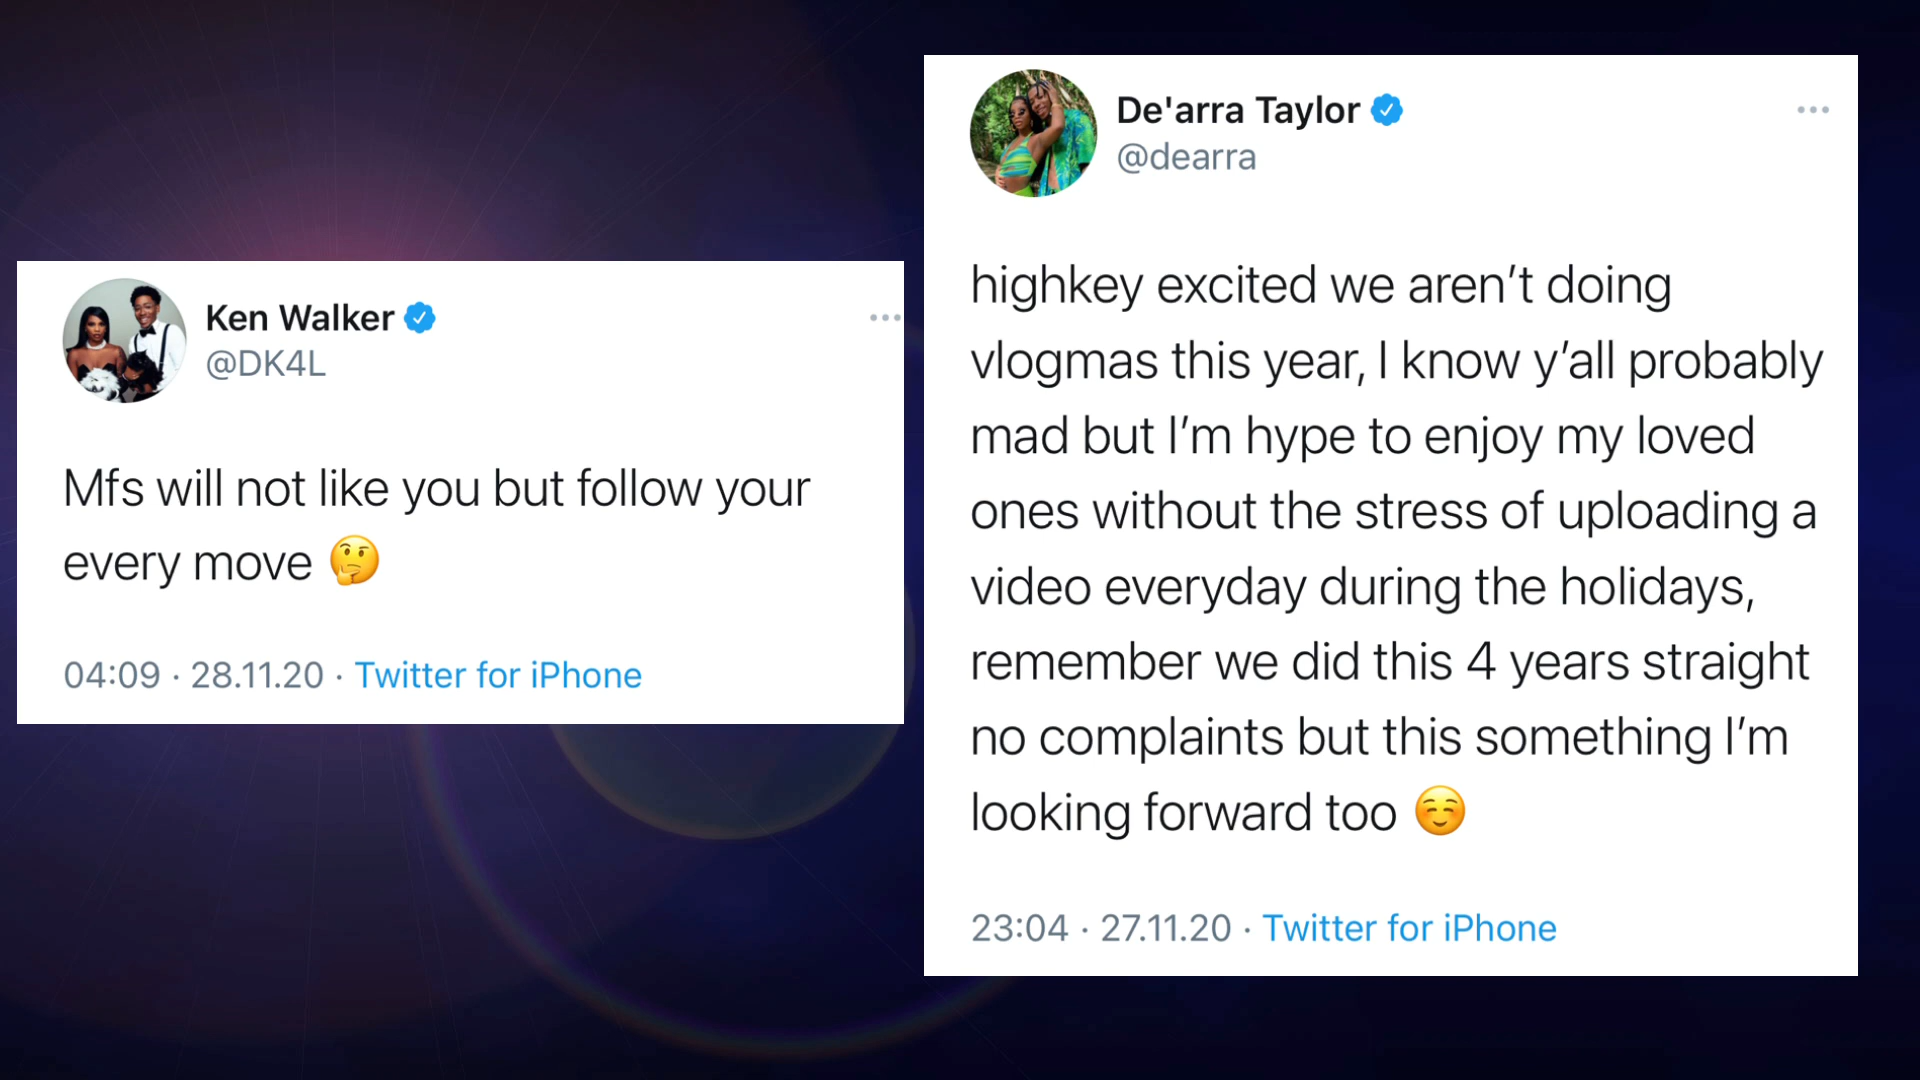 Ken Walker
@DK4L
Mfs will not like you but follow your
every move 🤔
04:09 · 28.11.20 · Twitter for iPhone
De'arra Taylor
@dearra
highkey excited we aren’t doing
vlogmas this year, I know y’all probably
mad but I’m hype to enjoy my loved
ones without the stress of uploading a
video everyday during the holidays,
remember we did this 4 years straight
no complaints but this something I’m
looking forward too ☺️
23:04 · 27.11.20 · Twitter for iPhone